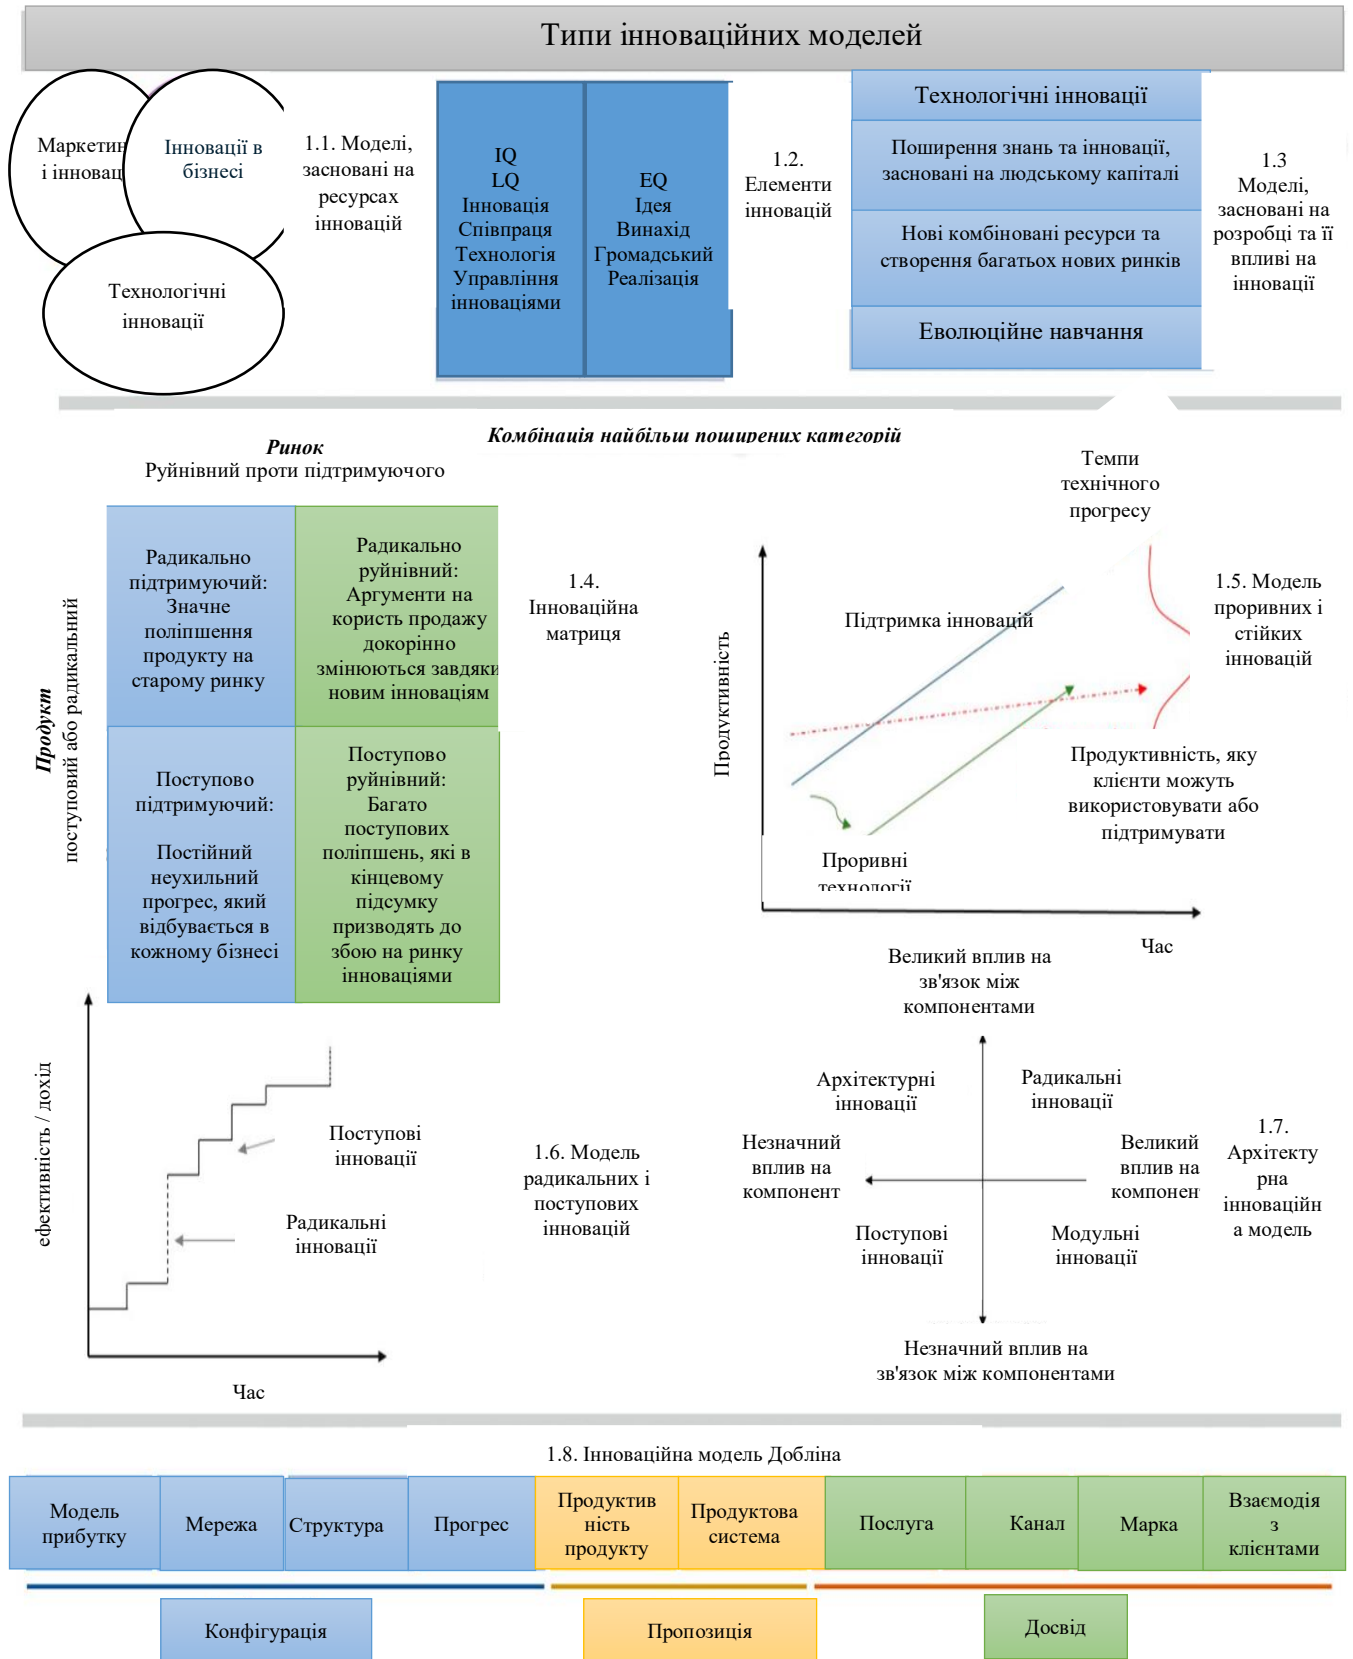 Типи інноваційних моделей
Маркетин
і інновац
Інновації в
бізнесі
Технологічні
інновації
1.1. Моделі,
засновані на
ресурсах
інновацій
IQ
LQ
Інновація
Співпраця
Технологія
Управління
інноваціями
EQ
Ідея
Винахід
Громадський
Реалізація
1.2.
Елементи
інновацій
Технологічні інновації
Поширення знань та інновації,
засновані на людському капіталі
Нові комбіновані ресурси та
створення багатьох нових ринків
Еволюційне навчання
1.3
Моделі,
засновані на
розробці та її
впливі на
інновації
Комбінація найбільш поширених категорій
Ринок
Руйнівний проти підтримуючого
Продукт
поступовий або радикальний
Радикально
підтримуючий:
Значне
поліпшення
продукту на
старому ринку
Радикально
руйнівний:
Аргументи на
користь продажу
докорінно
змінюються завдяки
новим інноваціям
Поступово
підтримуючий:
Постійний
неухильний
прогрес, який
відбувається в
кожному бізнесі
Поступово
руйнівний:
Багато
поступових
поліпшень, які в
кінцевому
підсумку
призводять до
збою на ринку
інноваціями
1.4.
Інноваційна
матриця
Темпи
технічного
прогресу
Продуктивність
Підтримка інновацій
Продуктивність, яку
клієнти можуть
використовувати або
підтримувати
Проривні
технології
Час
1.5. Модель
проривних і
стійких
інновацій
ефективність / дохід
Поступові
інновації
Радикальні
інновації
Час
1.6. Модель
радикальних і
поступових
інновацій
Великий вплив на
зв'язок між
компонентами
Архітектурні
інновації
Радикальні
інновації
Незначний
вплив на
компонент
Великий
вплив на
компонен
Поступові
інновації
Модульні
інновації
Незначний вплив на
зв'язок між компонентами
1.7.
Архітекту
рна
інноваційн
а модель
1.8. Інноваційна модель Добліна
Модель
прибутку
Мережа
Структура
Прогрес
Продуктив
ність
продукту
Продуктова
система
Послуга
Канал
Марка
Взаємодія
з
клієнтами
Конфігурація
Пропозиція
Досвід